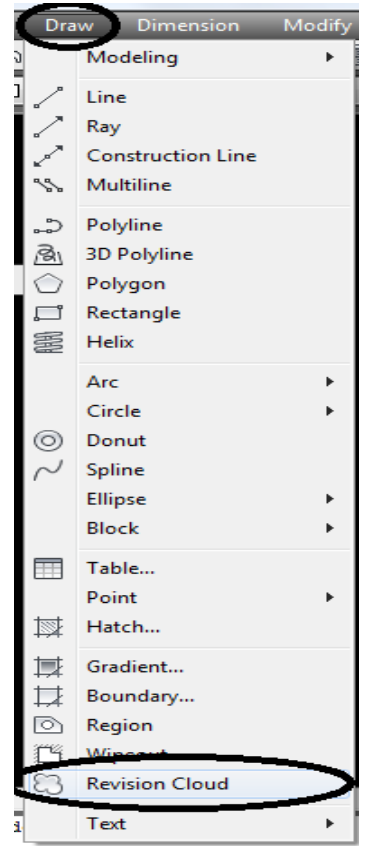 Draw Dimension Modify
Modeling
Line
Ray
Construction Line
Multiline
Polyline
3D Polyline
Polygon
Rectangle
Helix
Arc
Circle
Donut
Spline
Ellipse
Block
Table...
Point
Hatch...
Gradient...
Boundary...
Region
Wipeout
Revision Cloud
Text